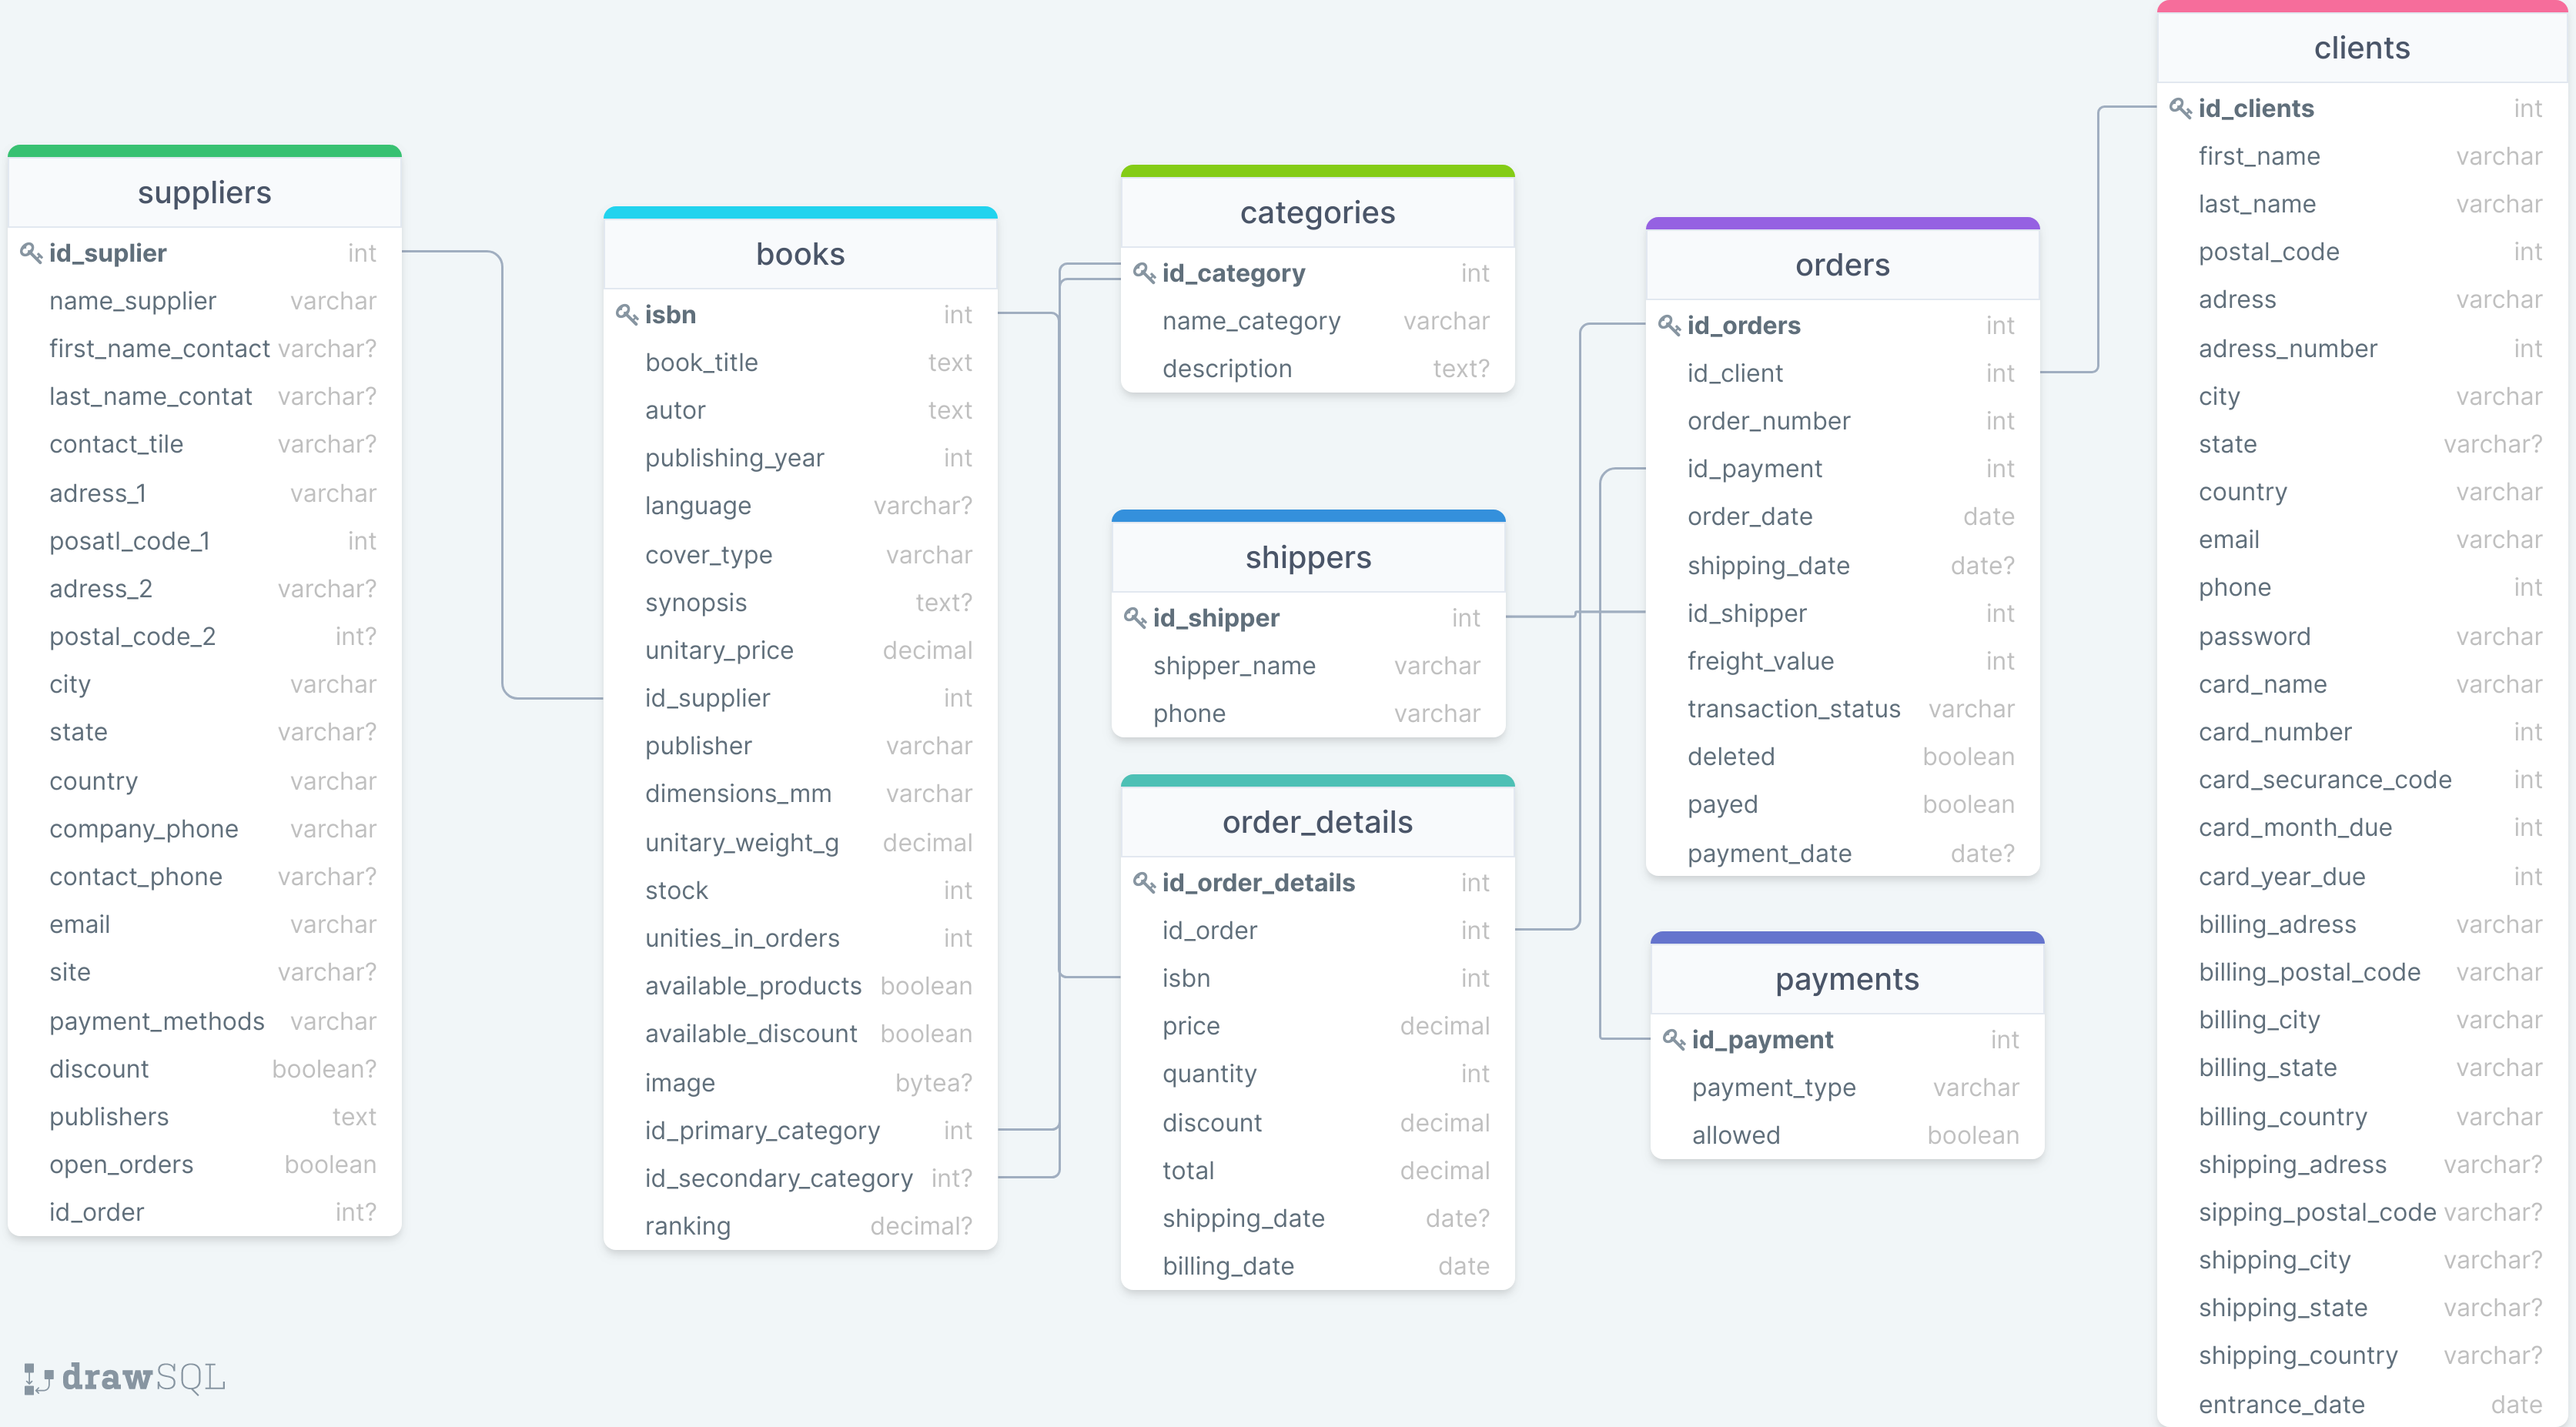 suppliers
id_suplier int
name_supplier varchar
first_name_contact varchar?
last_name_contat varchar?
contact_tile varchar?
adress_1 varchar
posatl_code_1 int
adress_2 varchar?
postal_code_2 int?
city varchar
state varchar?
country varchar
company_phone varchar
contact_phone varchar?
email varchar
site varchar?
payment_methods varchar
discount boolean?
publishers text
open_orders boolean
id_order int?
books
isbn int
book_title text
autor text
publishing_year int
language varchar?
cover_type varchar
synopsis text?
unitary_price decimal
id_supplier int
publisher varchar
dimensions_mm varchar
unitary_weight_g decimal
stock int
unities_in_orders int
available_products boolean
available_discount boolean
image bytea?
id_primary_category int
id_secondary_category int?
ranking decimal?
categories
id_category int
name_category varchar
description text?
shippers
id_shipper int
shipper_name varchar
phone varchar
order_details
id_order_details int
id_order int
isbn int
price decimal
quantity int
discount decimal
total decimal
shipping_date date?
billing_date date
orders
id_orders int
id_client int
order_number int
id_payment int
order_date date
shipping_date date?
id_shipper int
freight_value int
transaction_status varchar
deleted boolean
payed boolean
payment_date date?
payments
id_payment int
payment_type varchar
allowed boolean
clients
id_clients int
first_name varchar
last_name varchar
postal_code int
adress varchar
adress_number int
city varchar
state varchar?
country varchar
email varchar
phone int
password varchar
card_name varchar
card_number int
card_securance_code int
card_month_due int
card_year_due int
billing_adress varchar
billing_postal_code varchar
billing_city varchar
billing_state varchar
billing_country varchar
shipping_adress varchar?
sipping_postal_code varchar?
shipping_city varchar?
shipping_state varchar?
shipping_country varchar?
entrance_date date
drawSQL